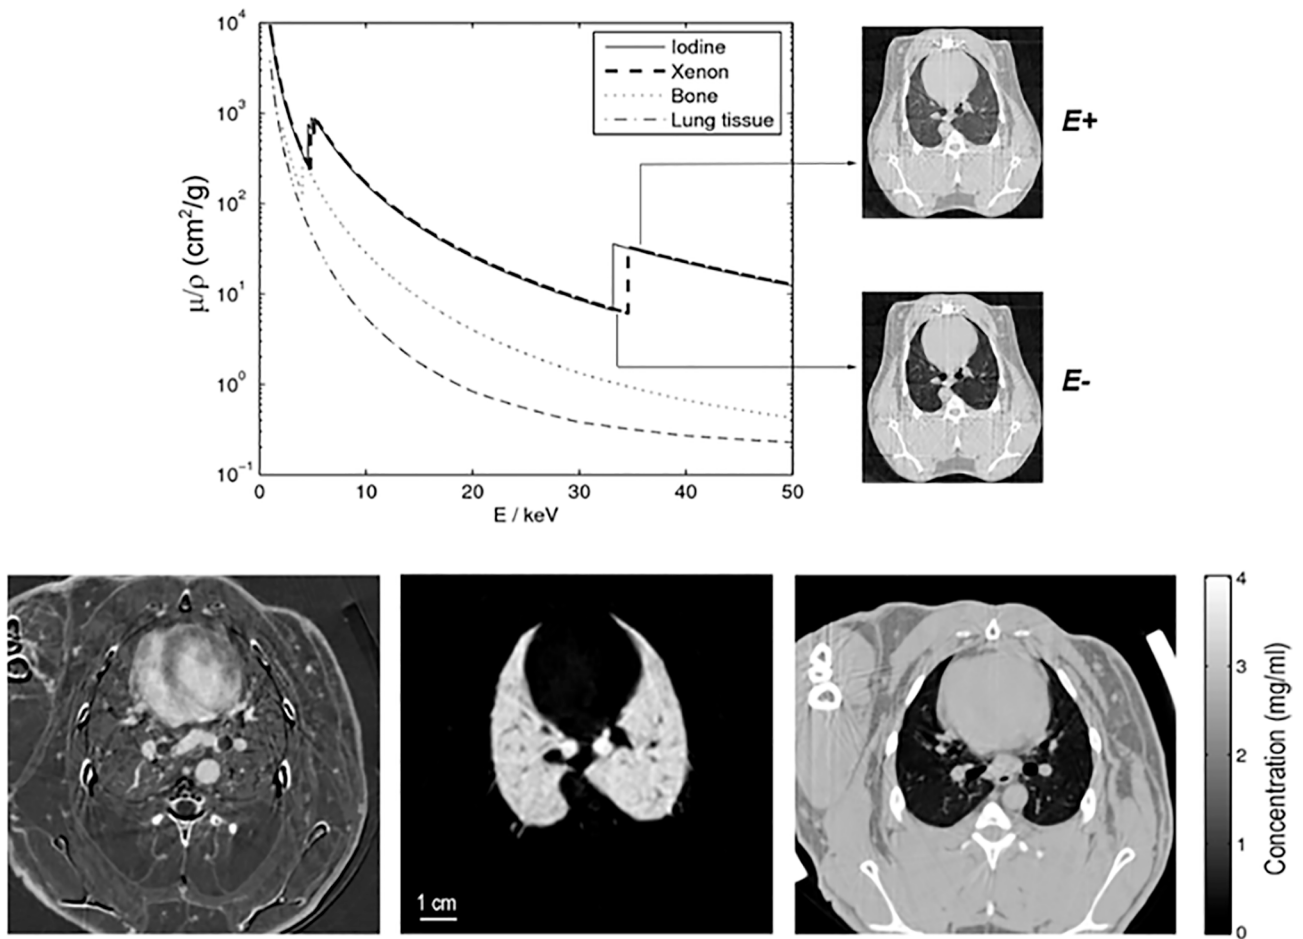 10⁴
10³
10²
10¹
10⁰
10⁻¹
μ/ρ (cm²/g)
Iodine
Xenon
Bone
Lung tissue
0
10
20
30
40
50
E / keV
E+
E-
1 cm
4
3
2
1
0
Concentration (mg/ml)